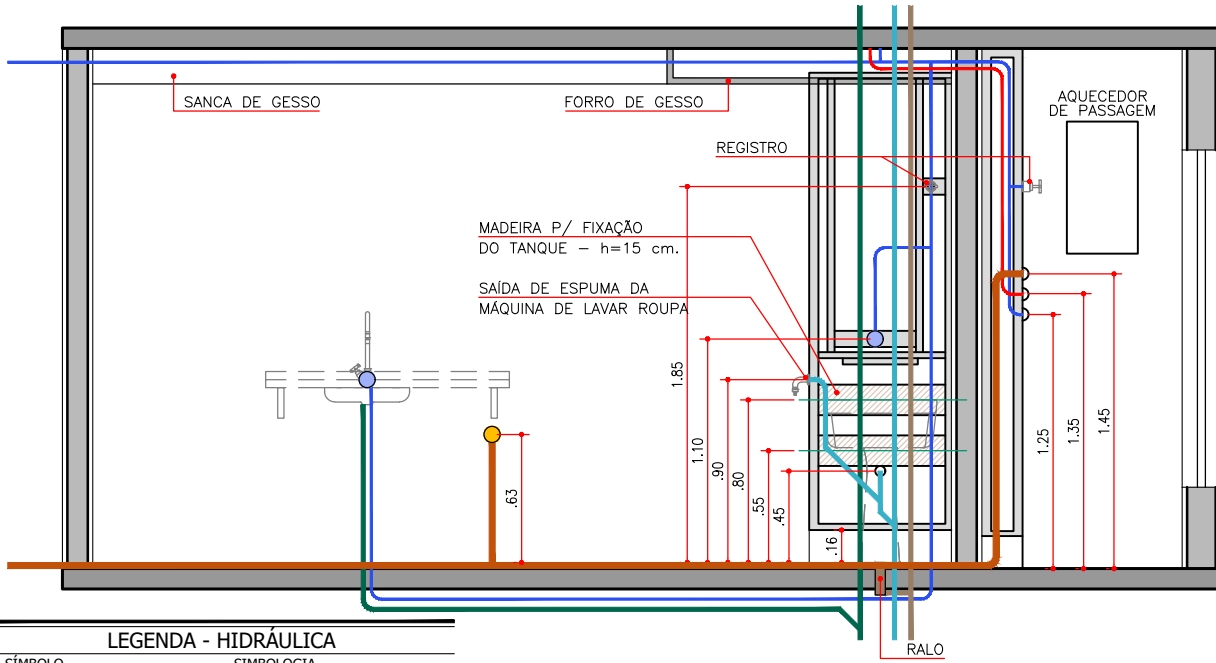 SANCA DE GESSO
FORRO DE GESSO
AQUECEDOR
DE PASSAGEM
REGISTRO
MADEIRA P/ FIXAÇÃO
DO TANQUE – h=15 cm.
SAÍDA DE ESPUMA DA
MÁQUINA DE LAVAR ROUPA
1.85
1.10
.90
.80
.55
.45
.16
.63
1.25
1.35
1.45
RALO
LEGENDA - HIDRÁULICA
SÍMBOLO SIMBOLOGIA